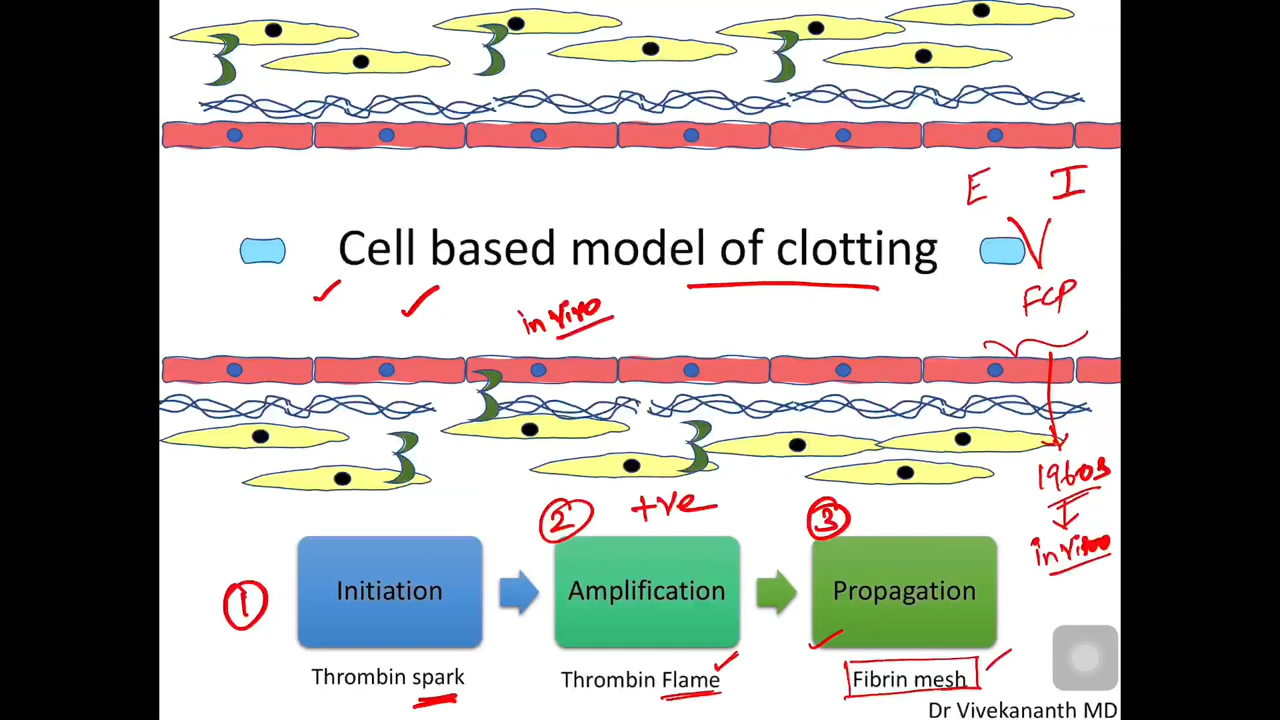 E I
Cell based model of clotting
FCP
in vivo
1960s
in vitro
+ve
1
2
3
Initiation
Amplification
Propagation
Thrombin spark
Thrombin Flame
Fibrin mesh
Dr Vivekananth MD